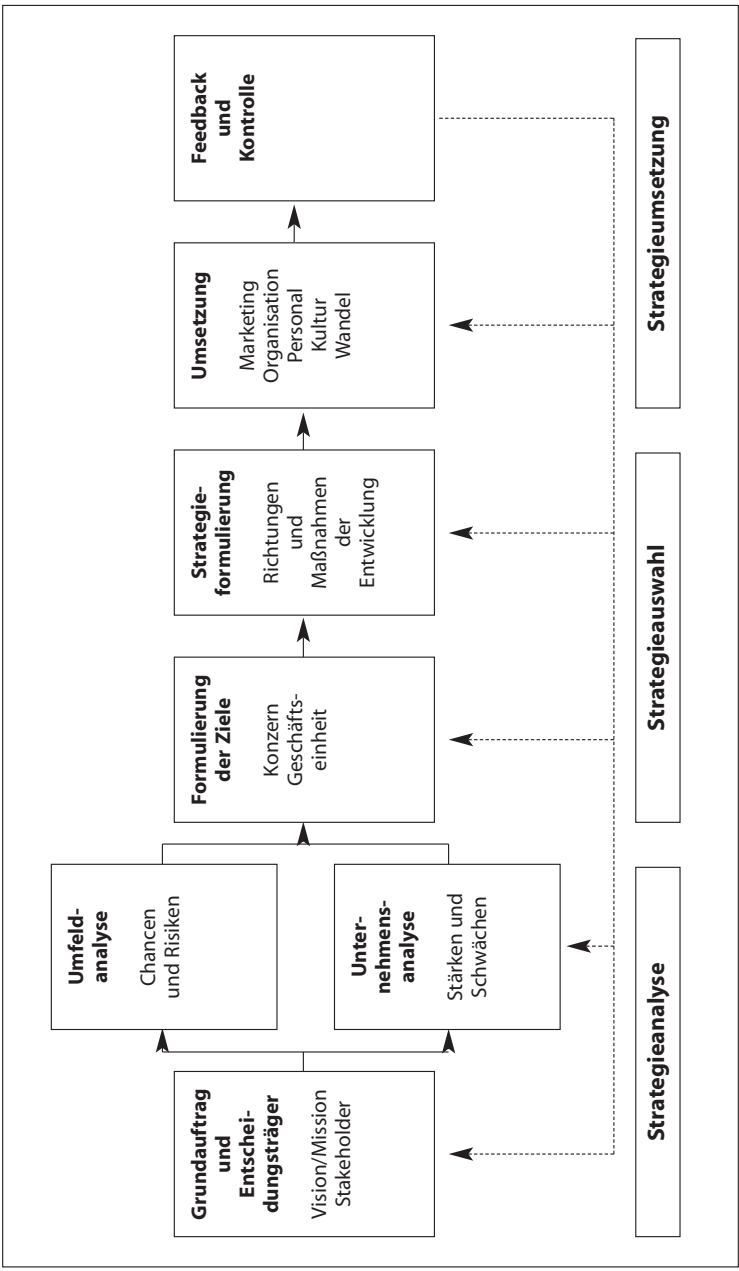 Grundauftrag
und
Entschei-
dungsträger
Vision/Mission
Stakeholder
Umfeld-
analyse
Chancen
und Risiken
Unter-
nehmens-
analyse
Stärken und
Schwächen
Formulierung
der Ziele
Konzern
Geschäfts-
einheit
Strategie-
formulierung
Richtungen
und
Maßnahmen
der
Entwicklung
Umsetzung
Marketing
Organisation
Personal
Kultur
Wandel
Feedback
und
Kontrolle
Strategieanalyse
Strategieauswahl
Strategieumsetzung